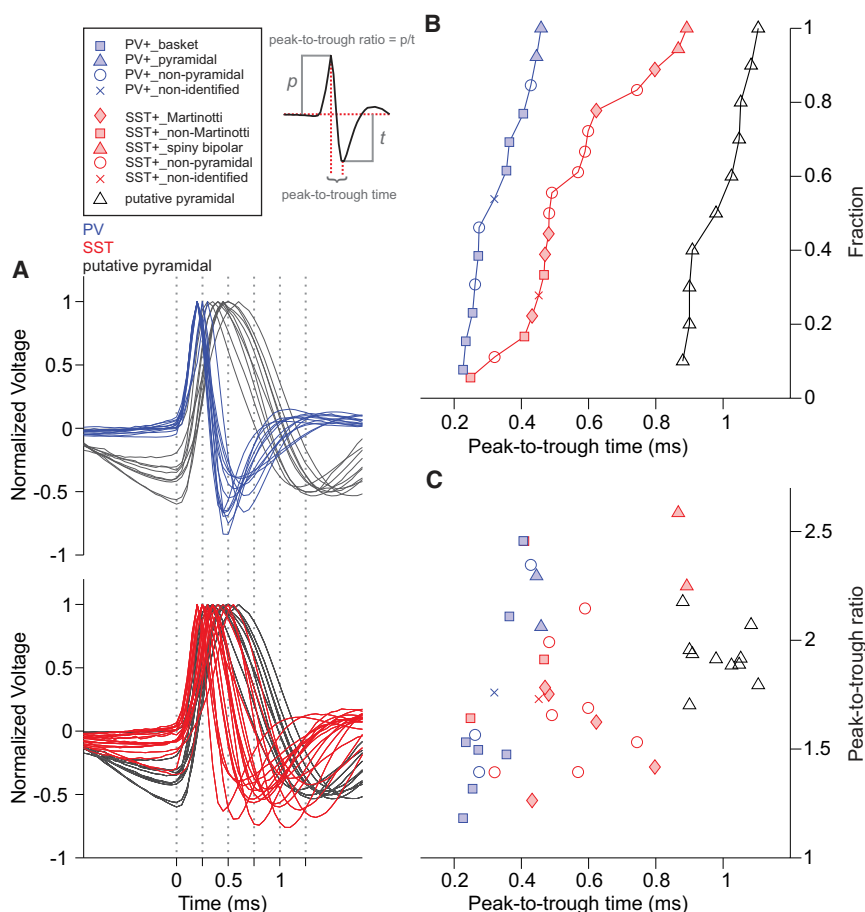 PV+_basket
PV+_pyramidal
PV+_non-pyramidal
PV+_non-identified
SST+_Martinotti
SST+_non-Martinotti
SST+_spiny bipolar
SST+_non-pyramidal
SST+_non-identified
putative pyramidal
peak-to-trough ratio = p/t
p
t
peak-to-trough time
PV
SST
putative pyramidal
A
Normalized Voltage
1
0.5
0
-0.5
-1
Normalized Voltage
1
0.5
0
-0.5
-1
0
0.5
1
Time (ms)
B
1
0.8
0.6
0.4
0.2
0
Fraction
0.2
0.4
0.6
0.8
1
Peak-to-trough time (ms)
C
2.5
2
1.5
1
Peak-to-trough ratio
0.2
0.4
0.6
0.8
1
Peak-to-trough time (ms)